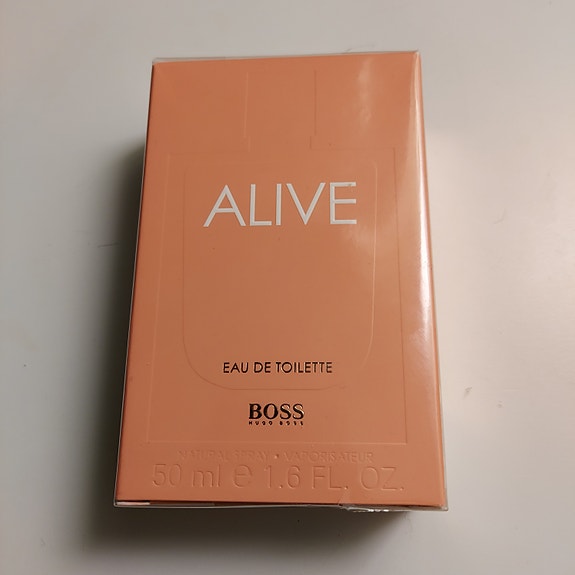 ALIVE
EAU DE TOILETTE
BOSS
HUGO BOSS
NATURAL SPRAY • VAPORISATEUR
50 ml e 1.6 FL. OZ.